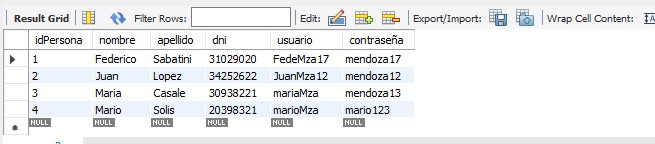 Result Grid Filter Rows: Edit: Export/Import: Wrap Cell Content:
idPersona nombre apellido dni usuario contraseña
1 Federico Sabatini 31029020 FedeMza17 mendoza17
2 Juan Lopez 34252622 JuanMza12 mendoza12
3 Maria Casale 30938221 mariaMza mendoza13
4 Mario Solis 20398321 marioMza mario123
NULL NULL NULL NULL NULL NULL